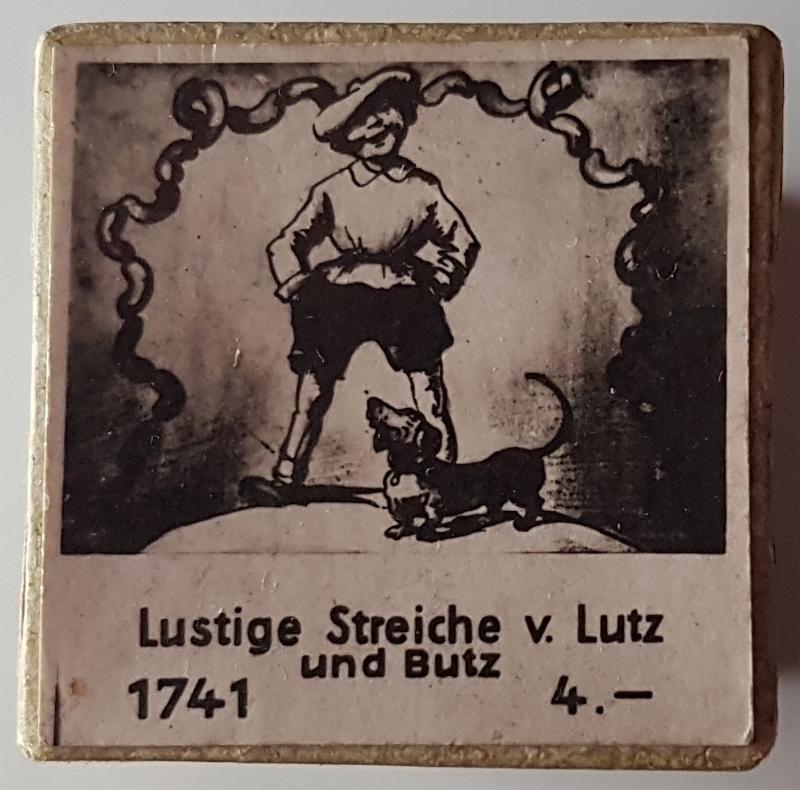 Lustige Streiche v. Lutz
und Butz
1741 4.—